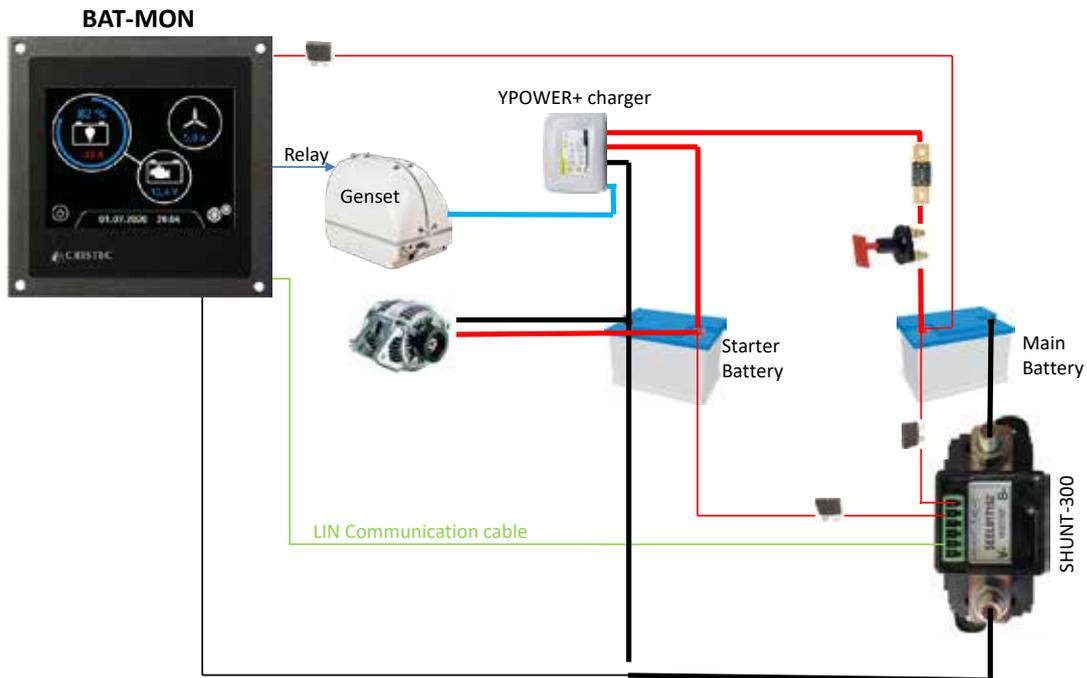 BAT-MON
82 %
5,9 A
12,4 V
01.07.2020 - 20:04
CRISTEC
Relay
Genset
YPOWER+ charger
Starter
Battery
Main
Battery
LIN Communication cable
SHUNT-300